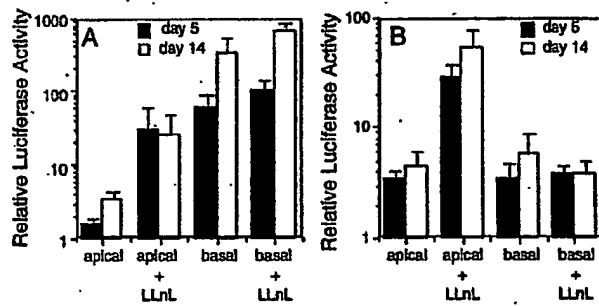 A
day 5
day 14
Relative Luciferase Activity
1000
100
10
1
apical
apical
+
LLnL
basal
basal
+
LLnL
B
day 5
day 14
Relative Luciferase Activity
100
10
1
apical
apical
+
LLnL
basal
basal
+
LLnL